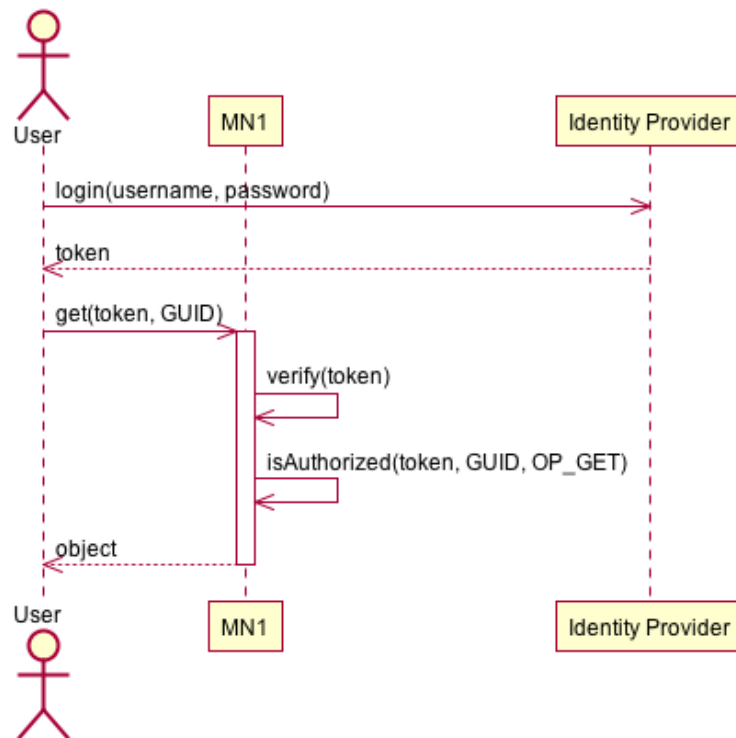 User
MN1
Identity Provider
login(username, password)
token
get(token, GUID)
verify(token)
isAuthorized(token, GUID, OP_GET)
object
User
MN1
Identity Provider